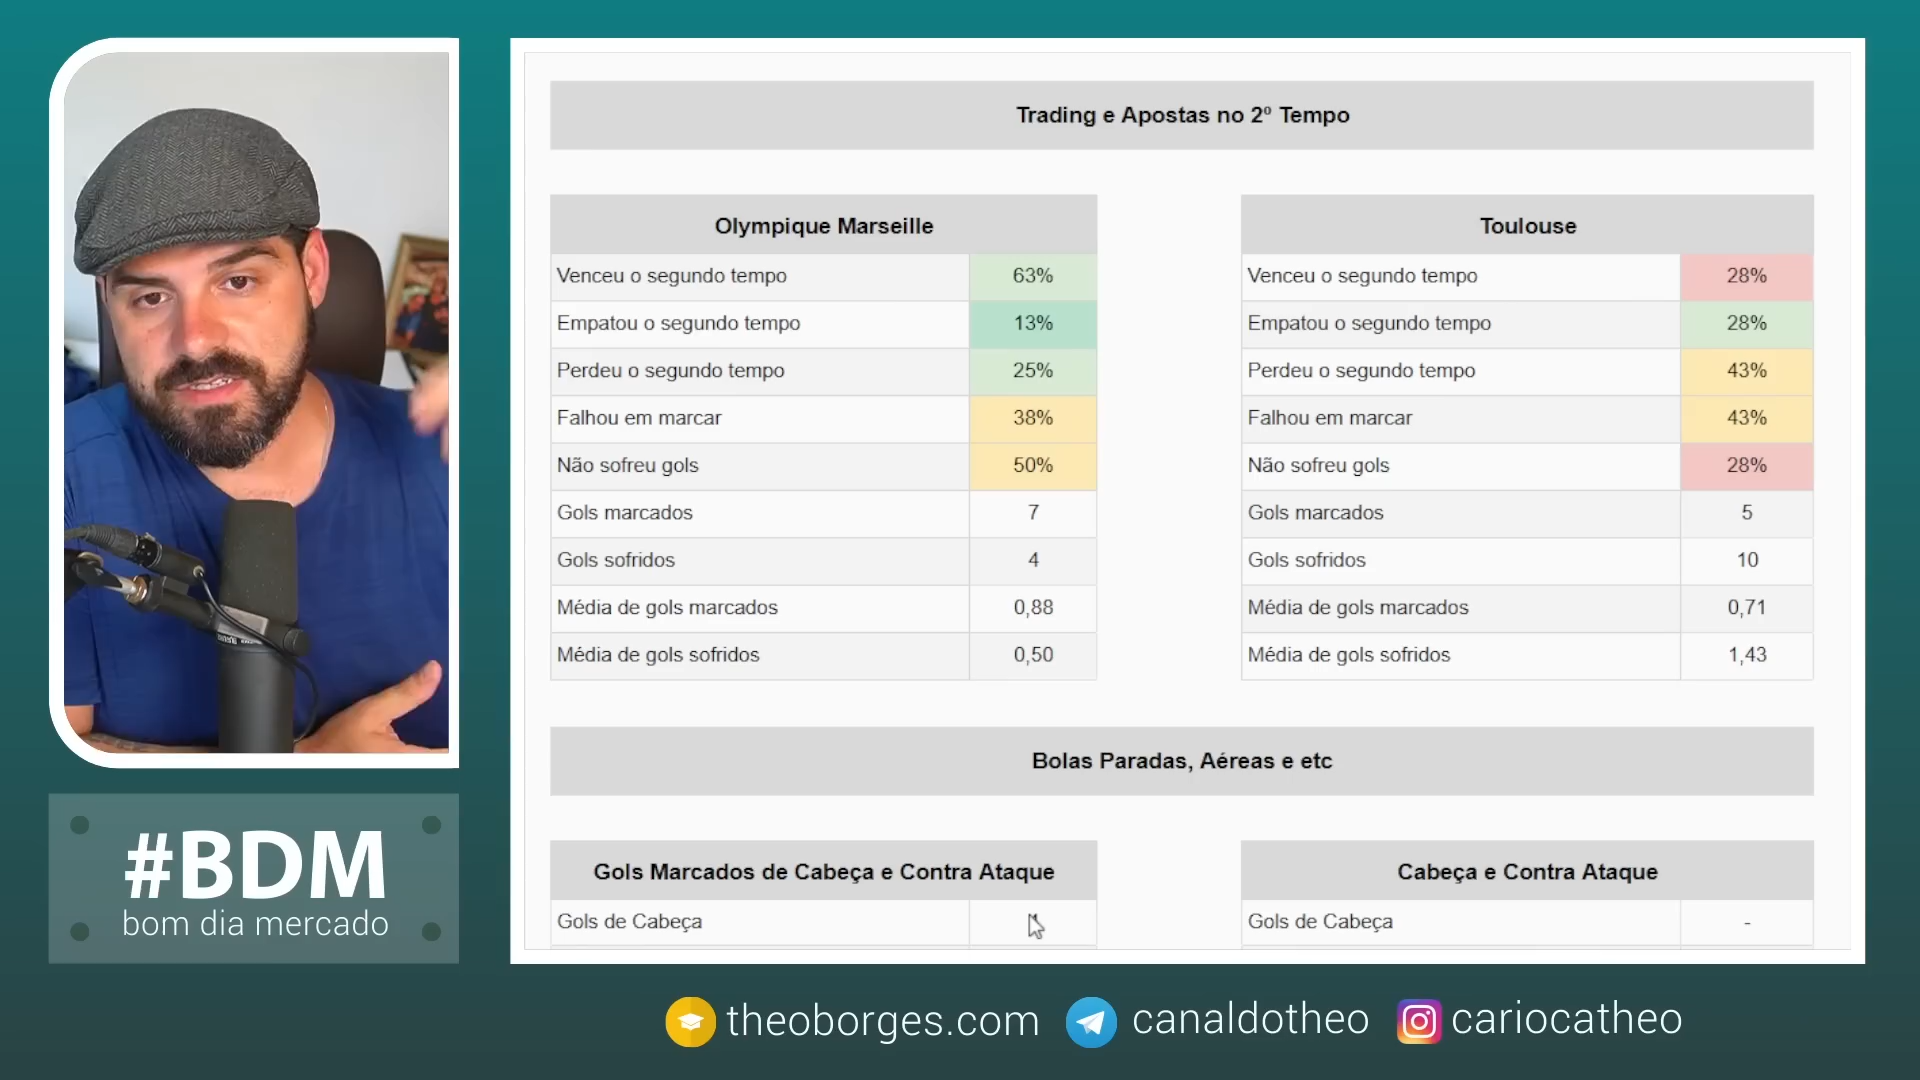 Trading e Apostas no 2º Tempo
Olympique Marseille
Venceu o segundo tempo 63%
Empatou o segundo tempo 13%
Perdeu o segundo tempo 25%
Falhou em marcar 38%
Não sofreu gols 50%
Gols marcados 7
Gols sofridos 4
Média de gols marcados 0,88
Média de gols sofridos 0,50
Toulouse
Venceu o segundo tempo 28%
Empatou o segundo tempo 28%
Perdeu o segundo tempo 43%
Falhou em marcar 43%
Não sofreu gols 28%
Gols marcados 5
Gols sofridos 10
Média de gols marcados 0,71
Média de gols sofridos 1,43
Bolas Paradas, Aéreas e etc
Gols Marcados de Cabeça e Contra Ataque
Gols de Cabeça
Cabeça e Contra Ataque
Gols de Cabeça -
#BDM
bom dia mercado
theoborges.com
canaldotheo
cariocatheo